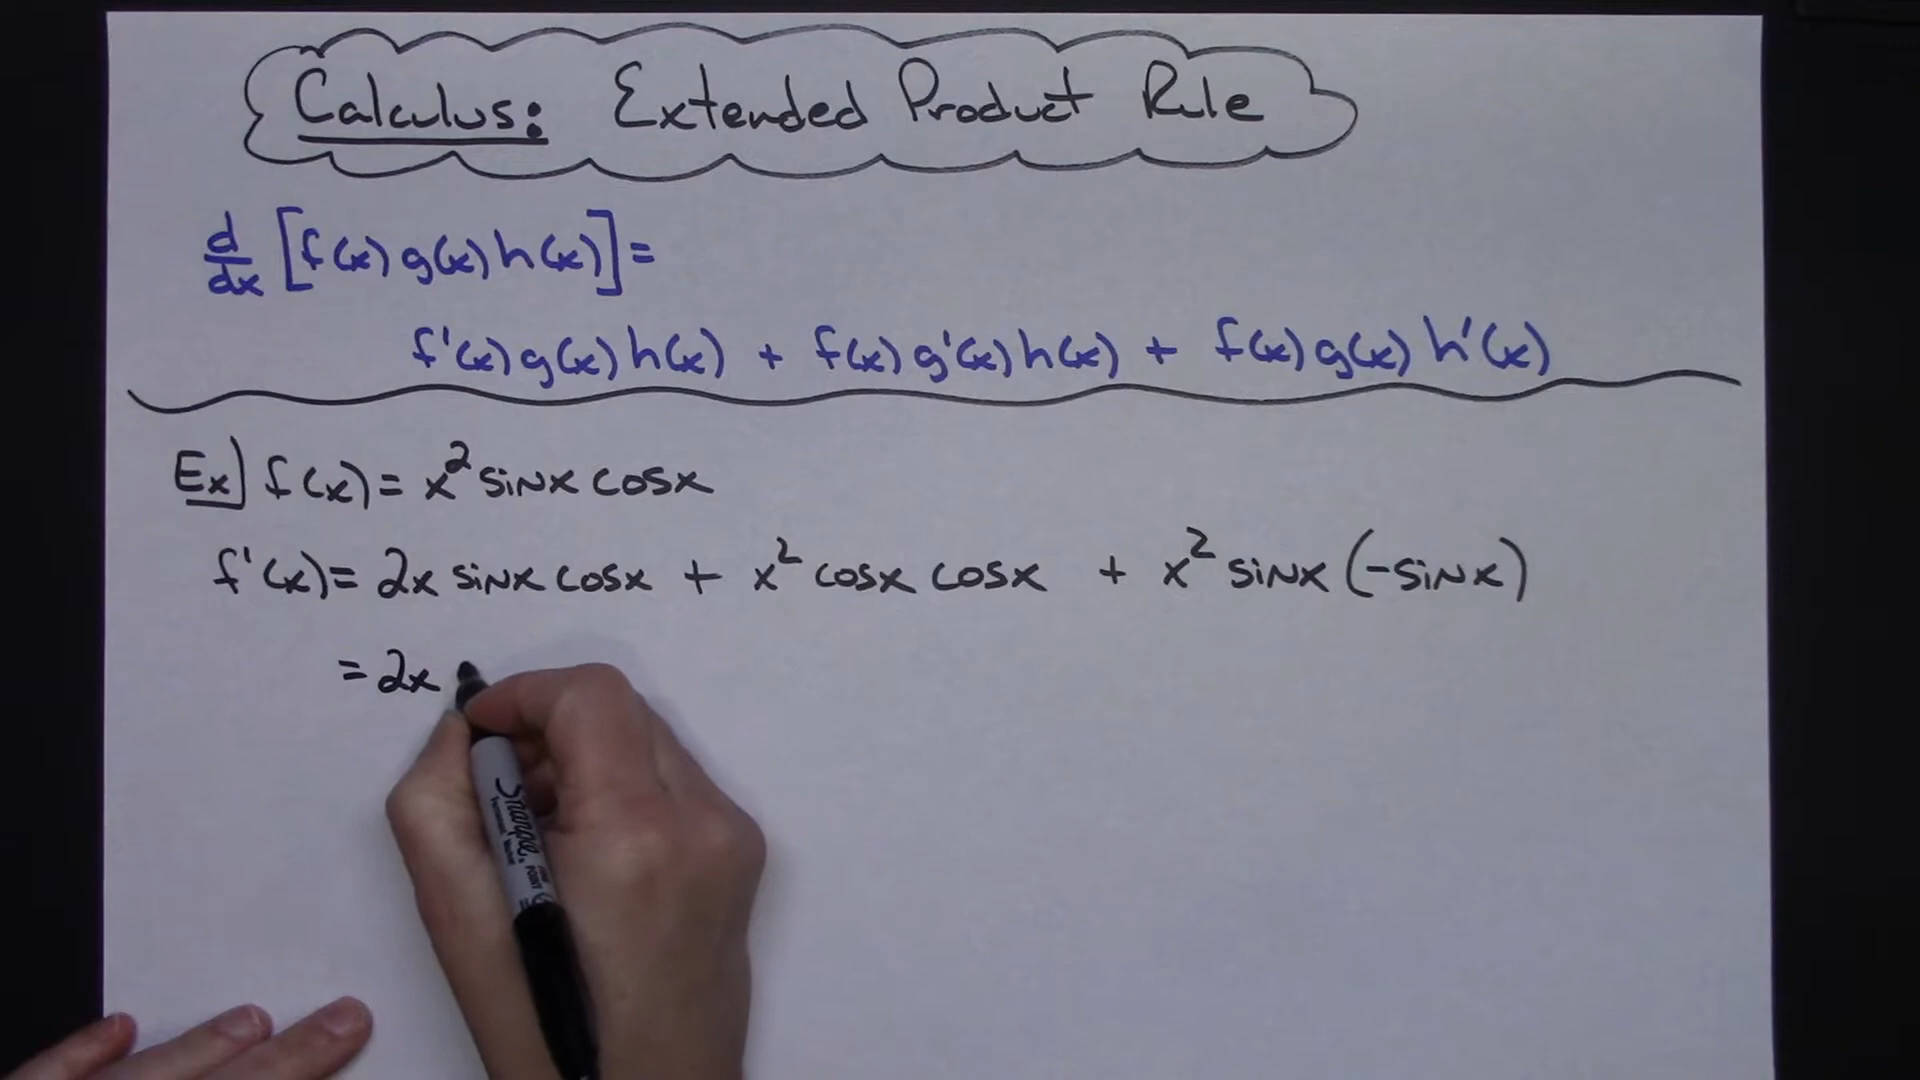 Calculus: Extended Product Rule
d/dx [f(x)g(x)h(x)]=
f'(x)g(x)h(x) + f(x)g'(x)h(x) + f(x)g(x)h'(x)
Ex) f(x)= x² sinx cosx
f'(x)= 2x sinx cosx + x² cosx cosx + x² sinx (-sinx)
= 2x
Sharpie